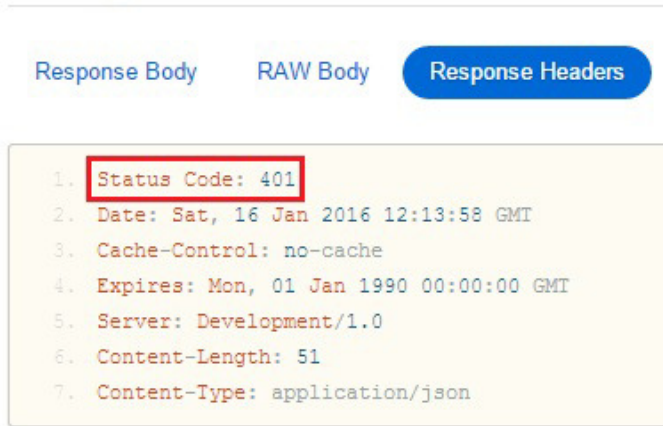 Response Body RAW Body Response Headers
1. Status Code: 401
2. Date: Sat, 16 Jan 2016 12:13:58 GMT
3. Cache-Control: no-cache
4. Expires: Mon, 01 Jan 1990 00:00:00 GMT
5. Server: Development/1.0
6. Content-Length: 51
7. Content-Type: application/json